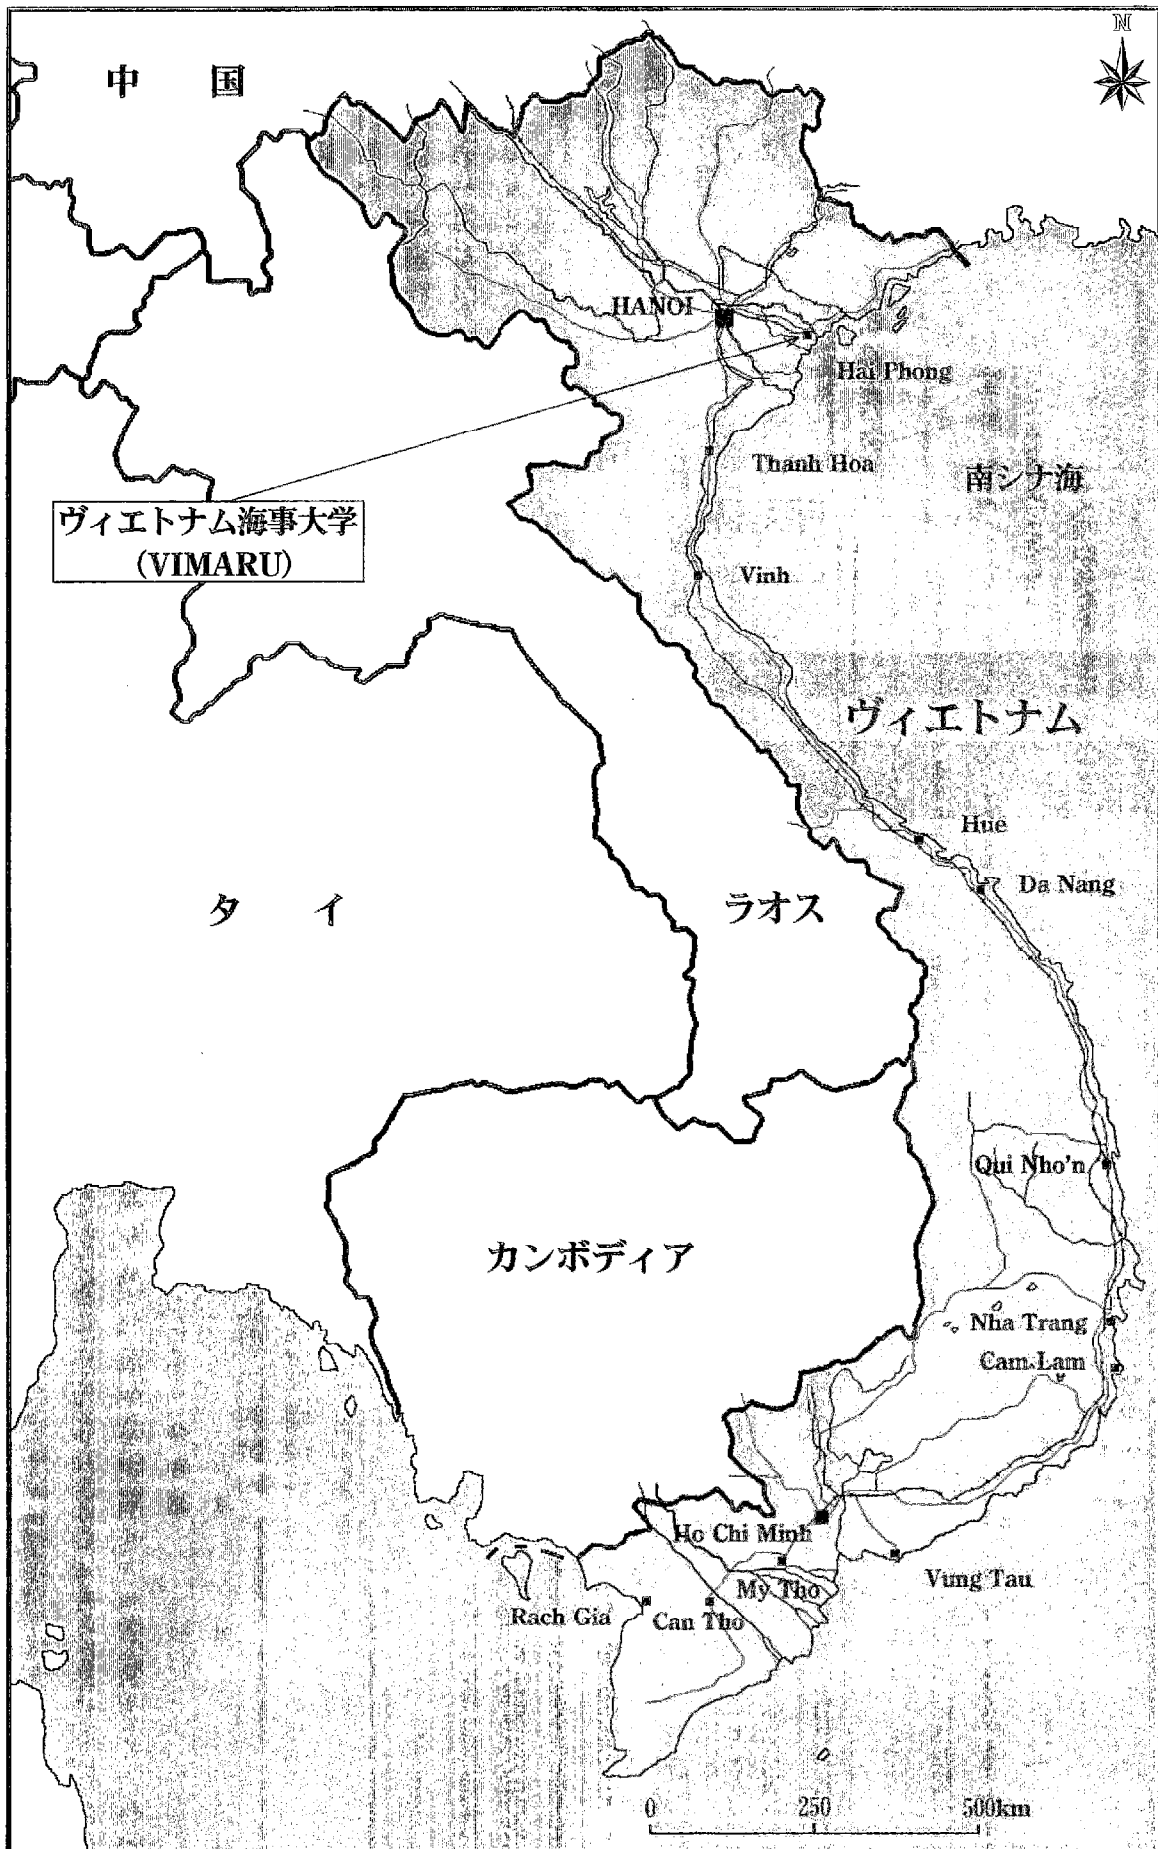 N
中国
HANOI
Hai Phong
Thanh Hoa
南シナ海
ヴィエトナム海事大学
(VIMARU)
Vinh
ヴィエトナム
Hue
Da Nang
タイ
ラオス
Qui Nho'n
カンボディア
Nha Trang
Cam Lam
Ho Chi Minh
My Tho
Vung Tau
Rach Gia
Can Tho
0 250 500km